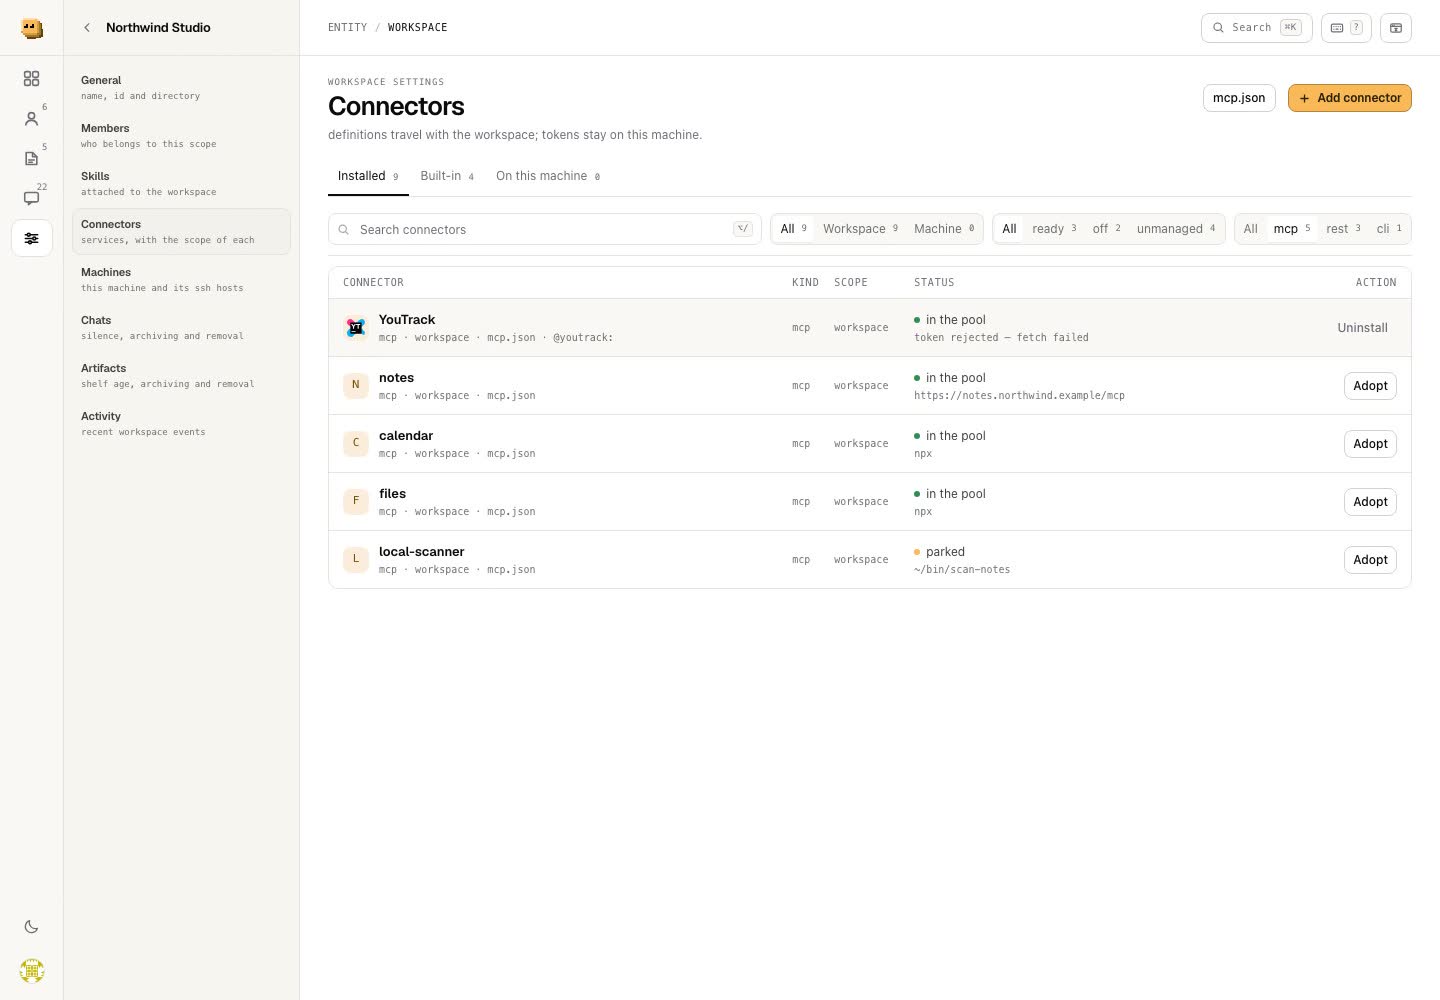 Northwind Studio
ENTITY / WORKSPACE
Search ⌘K
?
6
5
22
General
name, id and directory
Members
who belongs to this scope
Skills
attached to the workspace
Connectors
services, with the scope of each
Machines
this machine and its ssh hosts
Chats
silence, archiving and removal
Artifacts
shelf age, archiving and removal
Activity
recent workspace events
WORKSPACE SETTINGS
Connectors
definitions travel with the workspace; tokens stay on this machine.
mcp.json
+ Add connector
Installed 9 Built-in 4 On this machine 0
Search connectors ⌥/
All 9 Workspace 9 Machine 0
All ready 3 off 2 unmanaged 4
All mcp 5 rest 3 cli 1
CONNECTOR KIND SCOPE STATUS ACTION
YT
YouTrack
mcp · workspace · mcp.json · @youtrack:
mcp workspace
in the pool
token rejected — fetch failed
Uninstall
N
notes
mcp · workspace · mcp.json
mcp workspace
in the pool
https://notes.northwind.example/mcp
Adopt
C
calendar
mcp · workspace · mcp.json
mcp workspace
in the pool
npx
Adopt
F
files
mcp · workspace · mcp.json
mcp workspace
in the pool
npx
Adopt
L
local-scanner
mcp · workspace · mcp.json
mcp workspace
parked
~/bin/scan-notes
Adopt